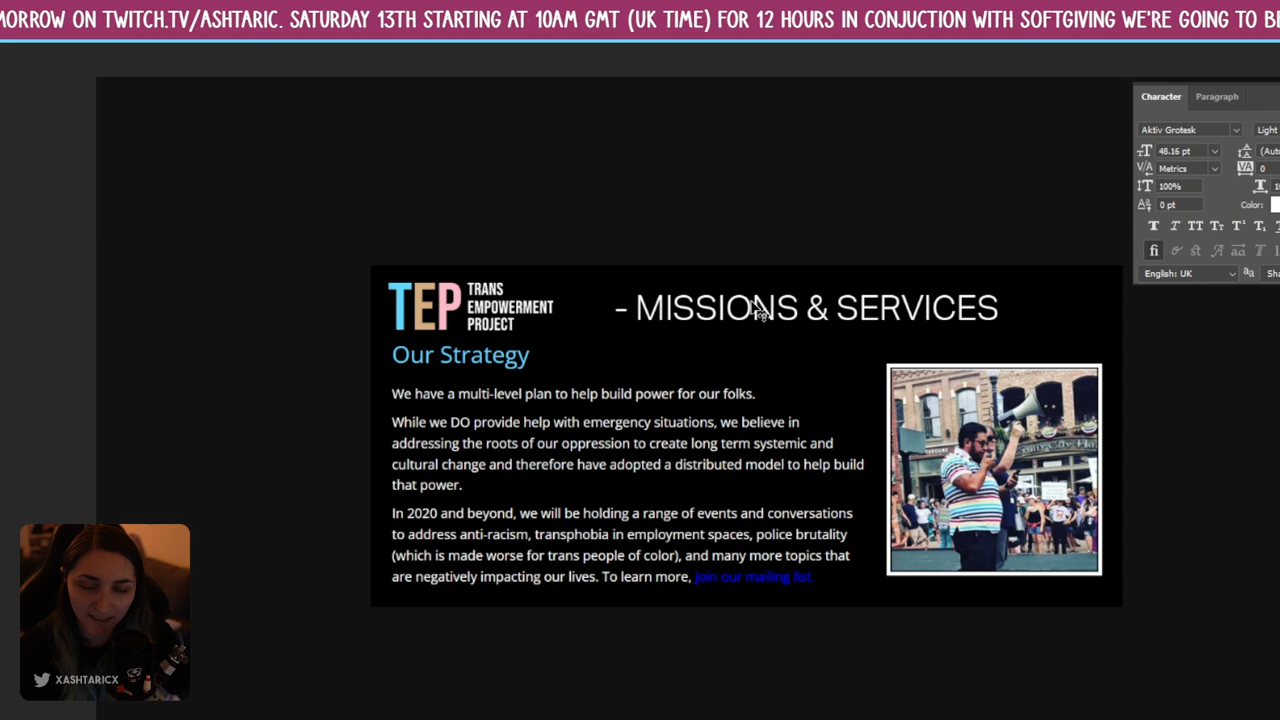 MORROW ON TWITCH.TV/ASHTARIC. SATURDAY 13TH STARTING AT 10AM GMT (UK TIME) FOR 12 HOURS IN CONJUCTION WITH SOFTGIVING WE'RE GOING TO BE
Character Paragraph
Aktiv Grotesk Light
48.16 pt (Auto
Metrics 0
100%
0 pt Color:
English: UK
TEP TRANS
EMPOWERMENT
PROJECT
- MISSIONS & SERVICES
Our Strategy
We have a multi-level plan to help build power for our folks.
While we DO provide help with emergency situations, we believe in
addressing the roots of our oppression to create long term systemic and
cultural change and therefore have adopted a distributed model to help build
that power.
In 2020 and beyond, we will be holding a range of events and conversations
to address anti-racism, transphobia in employment spaces, police brutality
(which is made worse for trans people of color), and many more topics that
are negatively impacting our lives. To learn more, join our mailing list.
XASHTARICX